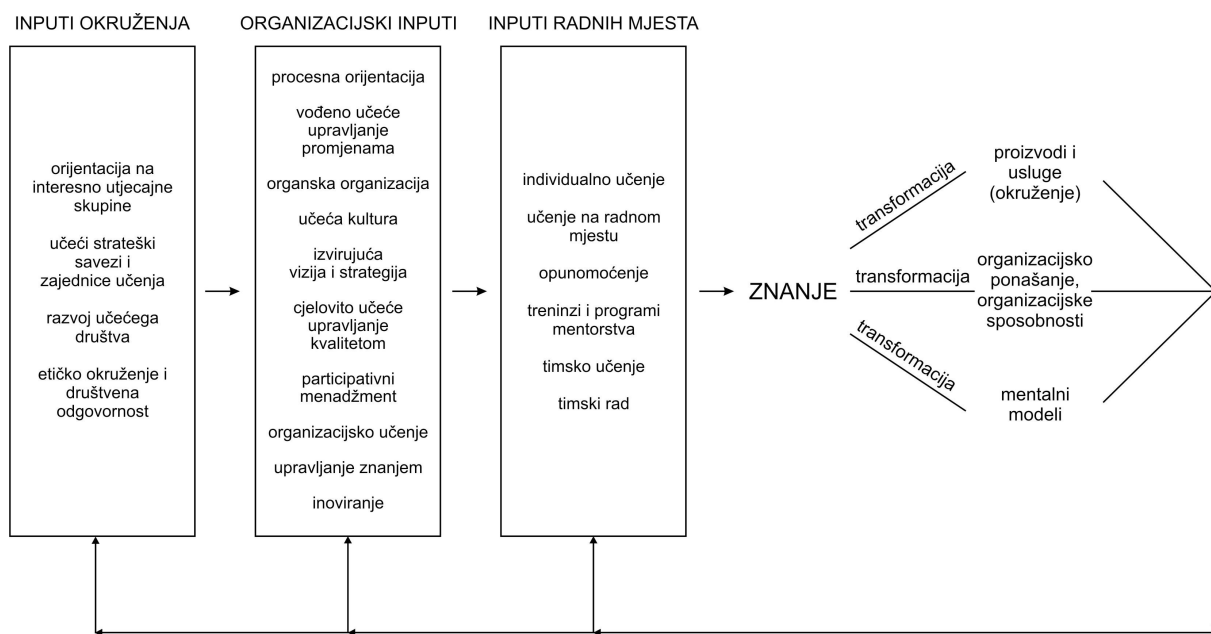 INPUTI OKRUŽENJA
orijentacija na
interesno utjecajne
skupine
učeći strateški
savezi i
zajednice učenja
razvoj učećega
društva
etičko okruženje i
društvena
odgovornost
ORGANIZACIJSKI INPUTI
procesna orijentacija
vođeno učeće
upravljanje
promjenama
organska organizacija
učeća kultura
izvirujuća
vizija i strategija
cjelovito učeće
upravljanje
kvalitetom
participativni
menadžment
organizacijsko učenje
upravljanje znanjem
inoviranje
INPUTI RADNIH MJESTA
individualno učenje
učenje na radnom
mjestu
opunomoćenje
treninzi i programi
mentorstva
timsko učenje
timski rad
ZNANJE
transformacija
proizvodi i
usluge
(okruženje)
transformacija
organizacijsko
ponašanje,
organizacijske
sposobnosti
transformacija
mentalni
modeli